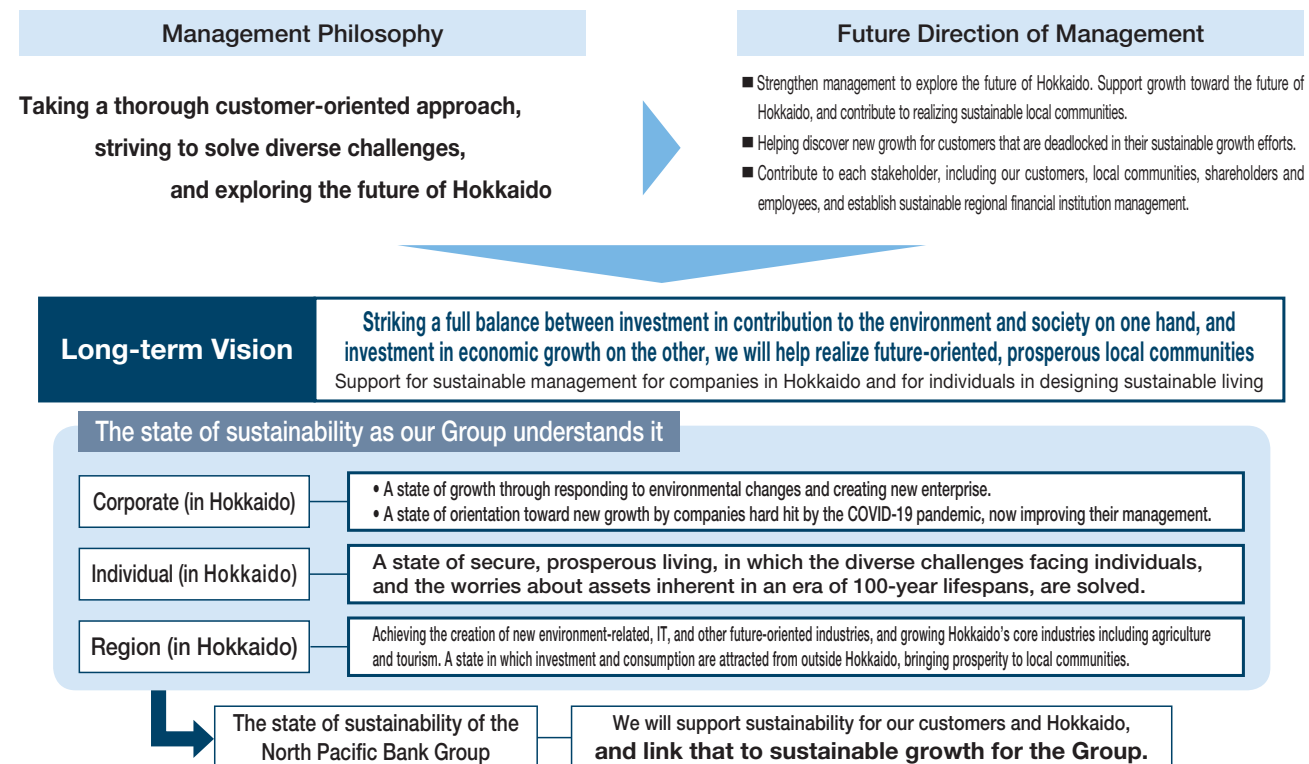 Management Philosophy
Taking a thorough customer-oriented approach,
striving to solve diverse challenges,
and exploring the future of Hokkaido
Future Direction of Management
■ Strengthen management to explore the future of Hokkaido. Support growth toward the future of
Hokkaido, and contribute to realizing sustainable local communities.
■ Helping discover new growth for customers that are deadlocked in their sustainable growth efforts.
■ Contribute to each stakeholder, including our customers, local communities, shareholders and
employees, and establish sustainable regional financial institution management.
Long-term Vision
Striking a full balance between investment in contribution to the environment and society on one hand, and
investment in economic growth on the other, we will help realize future-oriented, prosperous local communities
Support for sustainable management for companies in Hokkaido and for individuals in designing sustainable living
The state of sustainability as our Group understands it
Corporate (in Hokkaido)
• A state of growth through responding to environmental changes and creating new enterprise.
• A state of orientation toward new growth by companies hard hit by the COVID-19 pandemic, now improving their management.
Individual (in Hokkaido)
A state of secure, prosperous living, in which the diverse challenges facing individuals,
and the worries about assets inherent in an era of 100-year lifespans, are solved.
Region (in Hokkaido)
Achieving the creation of new environment-related, IT, and other future-oriented industries, and growing Hokkaido's core industries including agriculture
and tourism. A state in which investment and consumption are attracted from outside Hokkaido, bringing prosperity to local communities.
The state of sustainability of the
North Pacific Bank Group
We will support sustainability for our customers and Hokkaido,
and link that to sustainable growth for the Group.